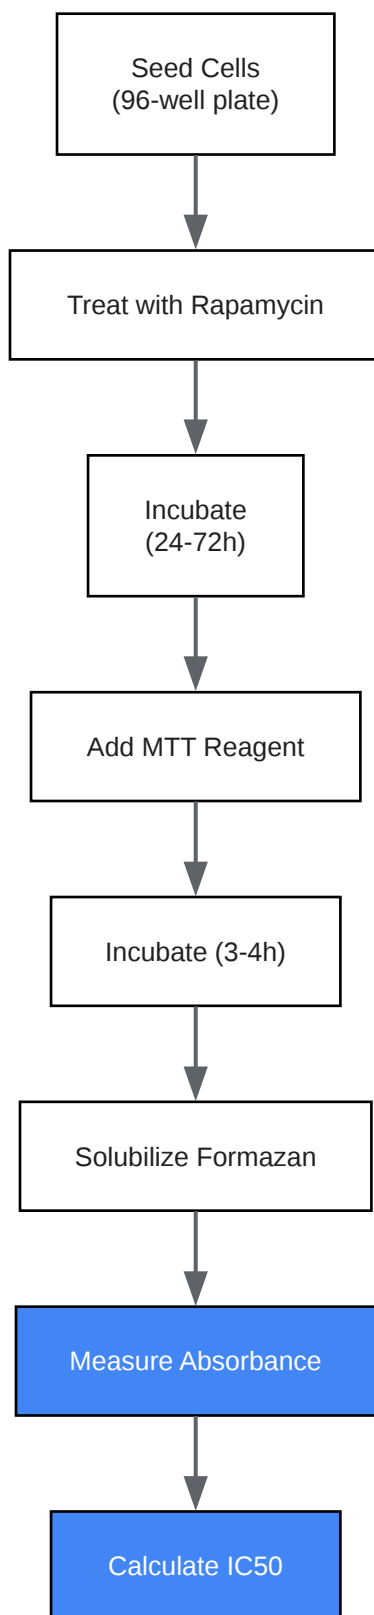 Seed Cells
(96-well plate)
Treat with Rapamycin
Incubate
(24-72h)
Add MTT Reagent
Incubate (3-4h)
Solubilize Formazan
Measure Absorbance
Calculate IC50